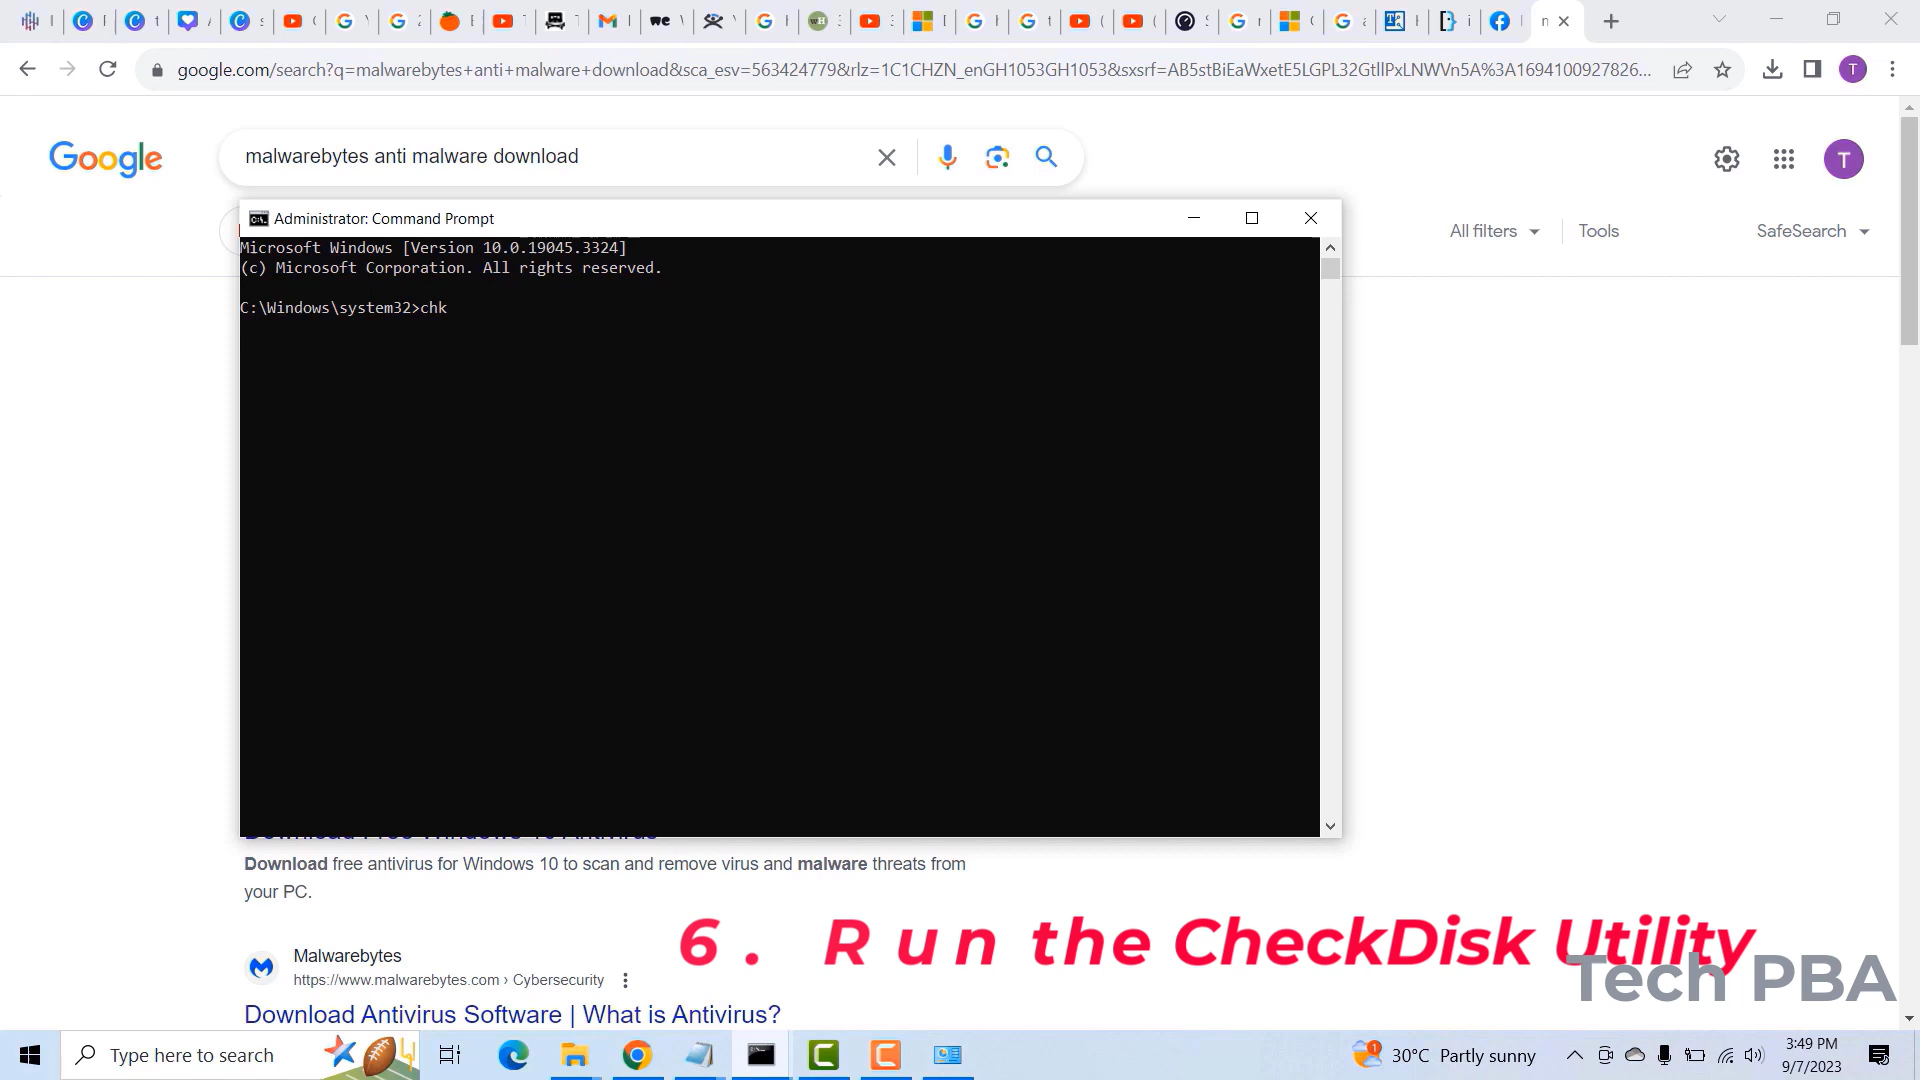 google.com/search?q=malwarebytes+anti+malware+download&sca_esv=563424779&rlz=1C1CHZN_enGH1053GH1053&sxsrf=AB5stBiEaWxetE5LGPL32GtllPxLNWVn5A%3A1694100927826...
T
Google
malwarebytes anti malware download
T
Administrator: Command Prompt
All filters
Tools
SafeSearch
Microsoft Windows [Version 10.0.19045.3324]
(c) Microsoft Corporation. All rights reserved.
C:\Windows\system32>chk
Download free antivirus for Windows 10 to scan and remove virus and malware threats from
your PC.
6. Run the CheckDisk Utility
Tech PBA
Malwarebytes
https://www.malwarebytes.com › Cybersecurity
Download Antivirus Software | What is Antivirus?
Type here to search
30°C Partly sunny
3:49 PM
9/7/2023